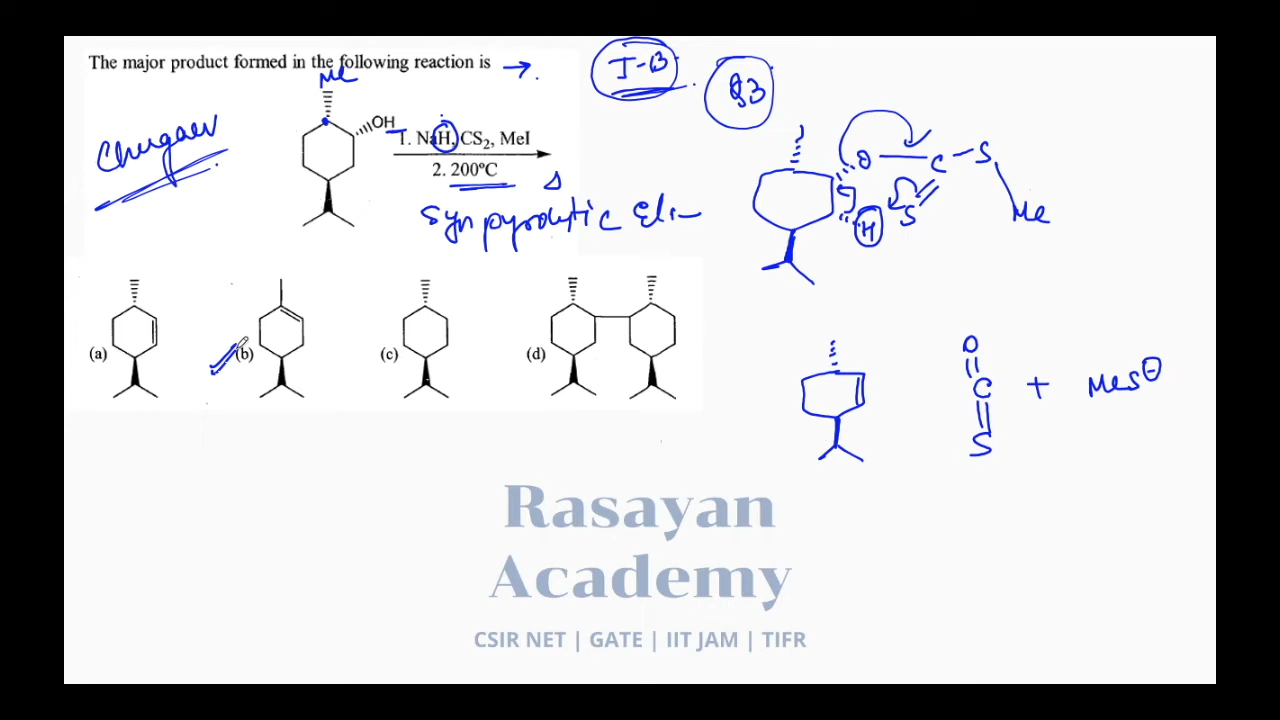 The major product formed in the following reaction is
I-B
93
Me
OH
Chugaev
1. NaH, CS2, MeI
2. 200°C
Δ
Syn pyrolytic Eli-
O C S
H S
Me
(a) (b) (c) (d)
O
C + MeS⊖
S
Rasayan
Academy
CSIR NET | GATE | IIT JAM | TIFR